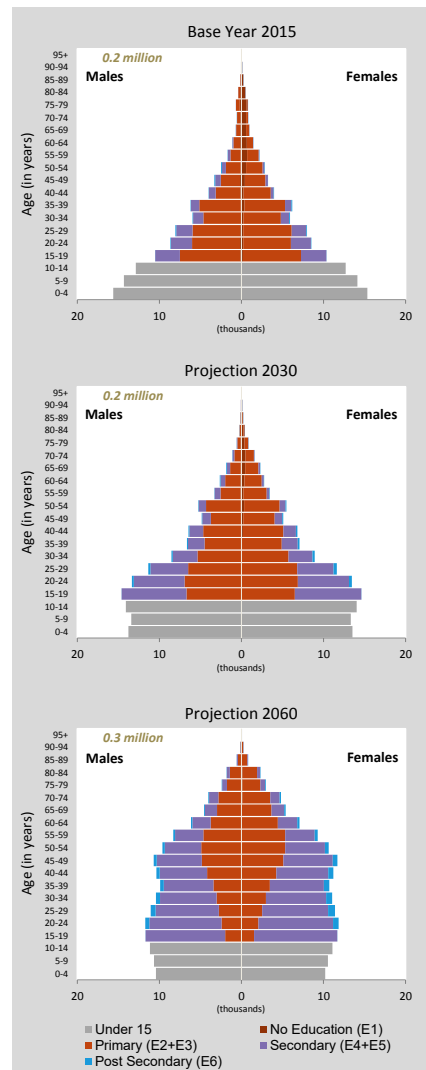 Base Year 2015
95+
0.2 million
90-94
85-89
Males
Females
80-84
75-79
70-74
65-69
60-64
55-59
50-54
45-49
40-44
35-39
30-34
25-29
20-24
15-19
10-14
5-9
0-4
Age (in years)
20 10 0 10 20
(thousands)
Projection 2030
95+
0.2 million
90-94
85-89
Males
Females
80-84
75-79
70-74
65-69
60-64
55-59
50-54
45-49
40-44
35-39
30-34
25-29
20-24
15-19
10-14
5-9
0-4
Age (in years)
20 10 0 10 20
(thousands)
Projection 2060
95+
0.3 million
90-94
85-89
Males
Females
80-84
75-79
70-74
65-69
60-64
55-59
50-54
45-49
40-44
35-39
30-34
25-29
20-24
15-19
10-14
5-9
0-4
Age (in years)
20 10 0 10 20
(thousands)
Under 15 No Education (E1)
Primary (E2+E3) Secondary (E4+E5)
Post Secondary (E6)